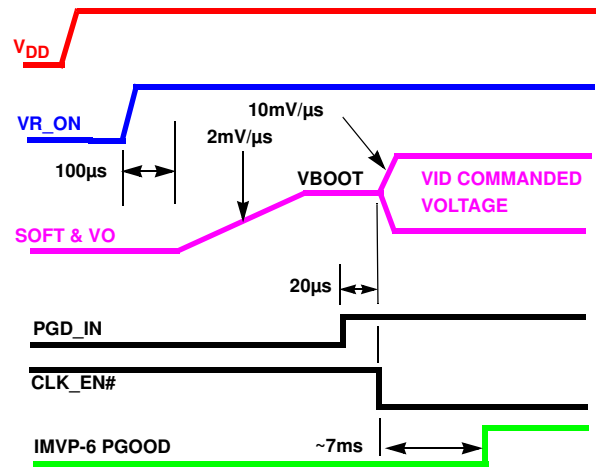 VDD
10mV/µs
VR_ON
2mV/µs
100µs
VBOOT
VID COMMANDED
VOLTAGE
SOFT & VO
20µs
PGD_IN
CLK_EN#
IMVP-6 PGOOD
~7ms